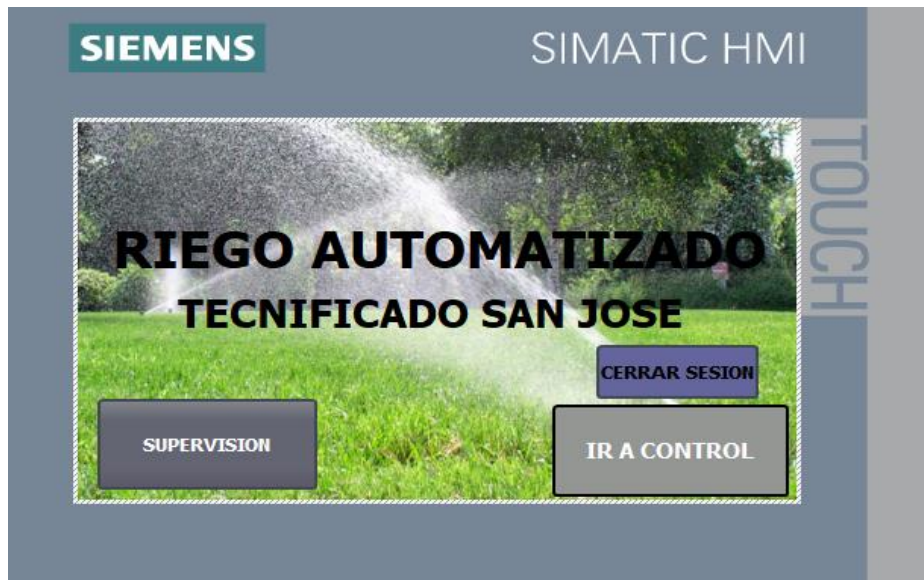 SIEMENS
SIMATIC HMI
TOUCH
RIEGO AUTOMATIZADO
TECNIFICADO SAN JOSE
CERRAR SESION
SUPERVISION
IR A CONTROL